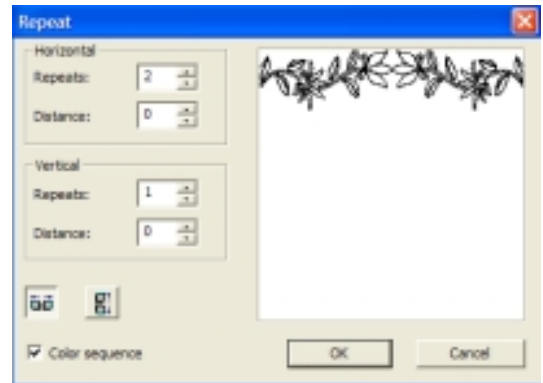 Repeat
Horizontal
Repeats: 2
Distance: 0
Vertical
Repeats: 1
Distance: 0
Color sequence
OK Cancel